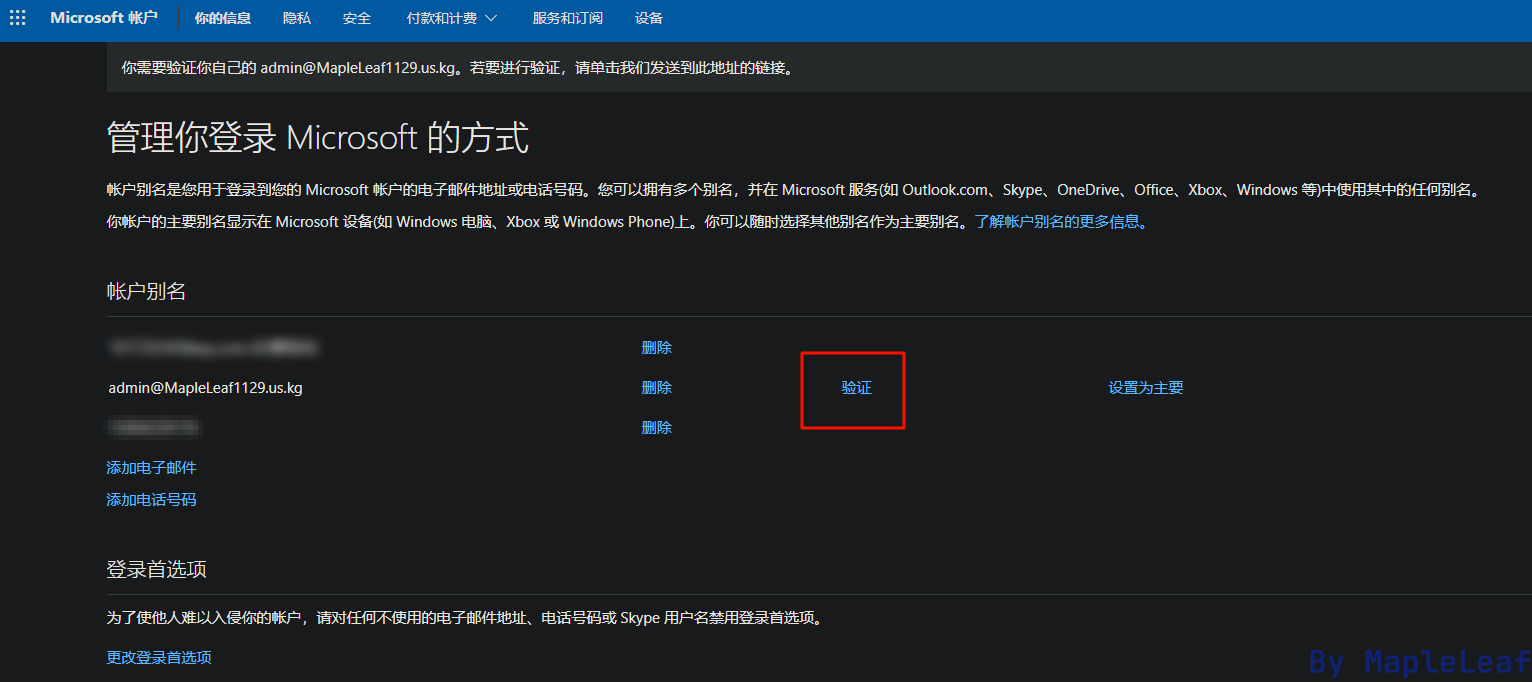 Microsoft 帐户 你的信息 隐私 安全 付款和计费 服务和订阅 设备
你需要验证你自己的 admin@MapleLeaf1129.us.kg。若要进行验证，请单击我们发送到此地址的链接。
管理你登录 Microsoft 的方式
帐户别名是您用于登录到您的 Microsoft 帐户的电子邮件地址或电话号码。您可以拥有多个别名，并在 Microsoft 服务(如 Outlook.com、Skype、OneDrive、Office、Xbox、Windows 等)中使用其中的任何别名。
你帐户的主要别名显示在 Microsoft 设备(如 Windows 电脑、Xbox 或 Windows Phone)上。你可以随时选择其他别名作为主要别名。了解帐户别名的更多信息。
帐户别名
删除
admin@MapleLeaf1129.us.kg 删除 验证 设置为主要
删除
添加电子邮件
添加电话号码
登录首选项
为了使他人难以入侵你的帐户，请对任何不使用的电子邮件地址、电话号码或 Skype 用户名禁用登录首选项。
更改登录首选项
By MapleLeaf